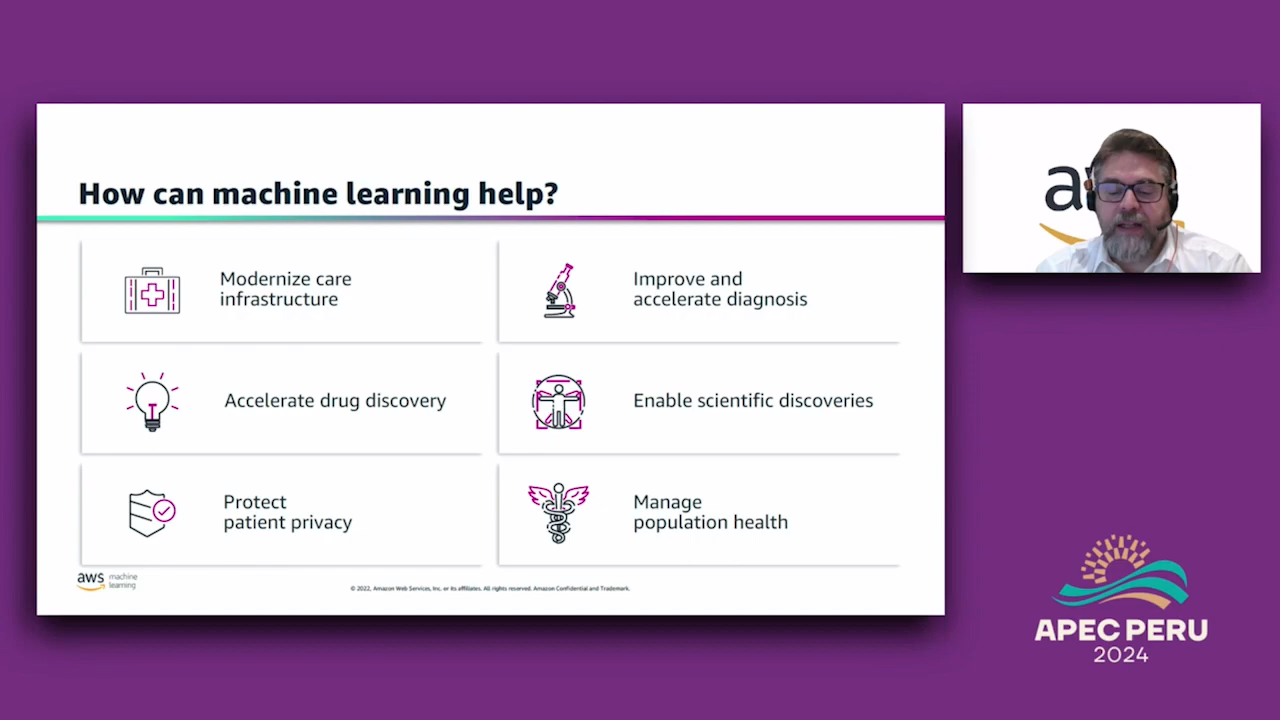 How can machine learning help?
Modernize care
infrastructure
Improve and
accelerate diagnosis
Accelerate drug discovery
Enable scientific discoveries
Protect
patient privacy
Manage
population health
aws machine
learning
© 2022, Amazon Web Services, Inc. or its affiliates. All rights reserved. Amazon Confidential and Trademark.
APEC PERU
2024